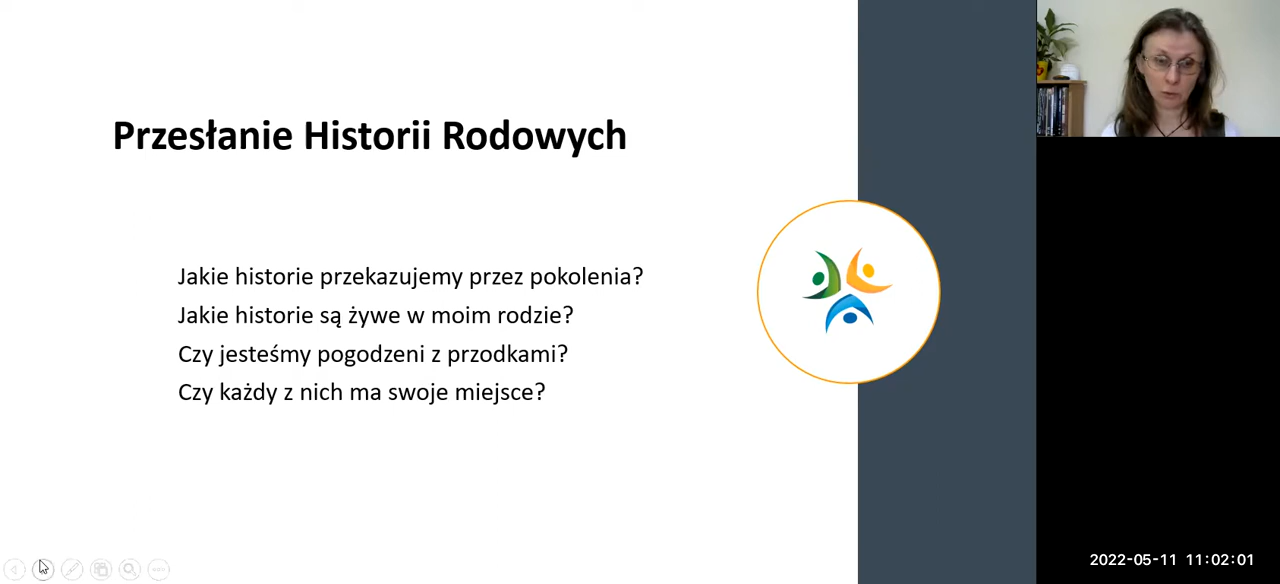 Przesłanie Historii Rodowych
Jakie historie przekazujemy przez pokolenia?
Jakie historie są żywe w moim rodzie?
Czy jesteśmy pogodzeni z przodkami?
Czy każdy z nich ma swoje miejsce?
2022-05-11 11:02:01